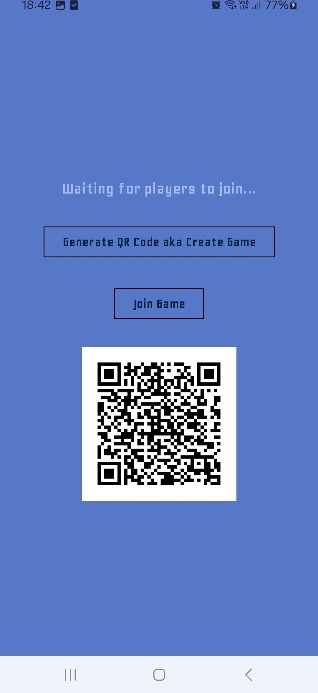 18:42
77%
Waiting for players to join...
Generate QR Code aka Create Game
Join Game